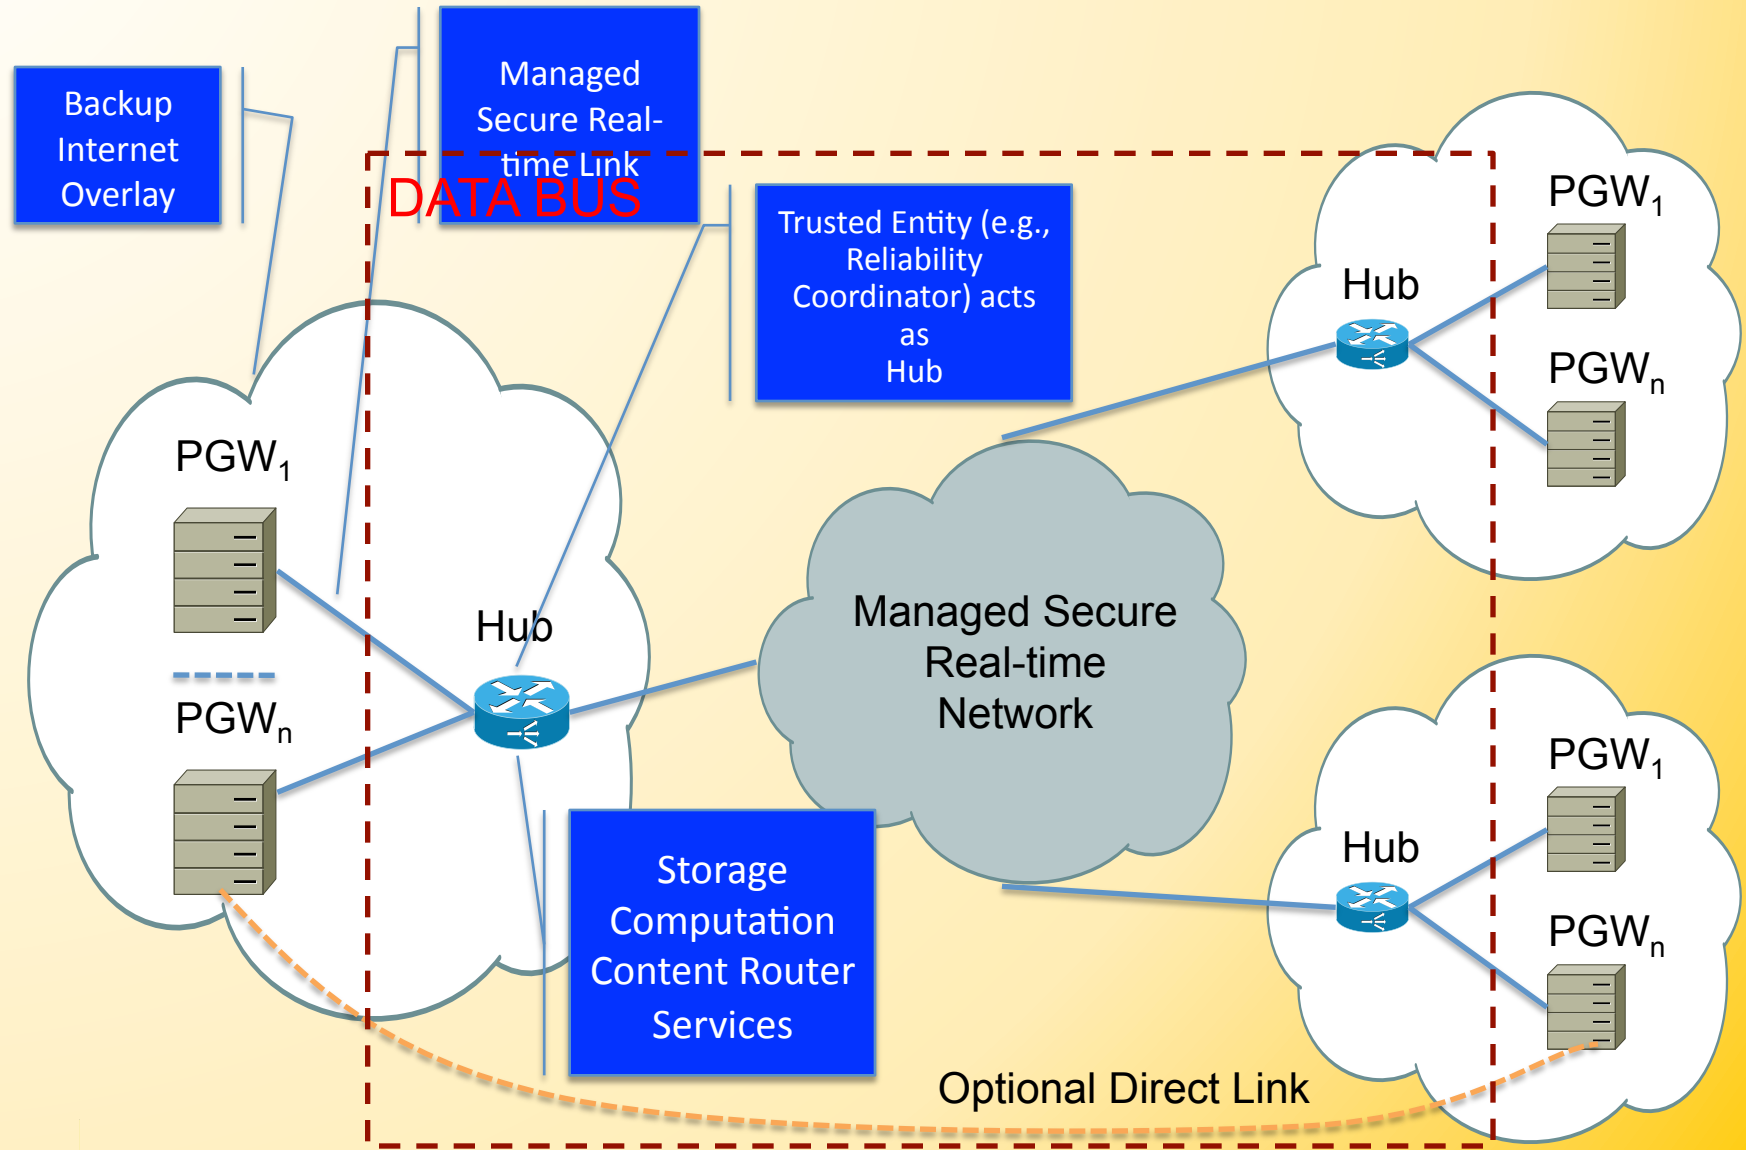 Backup
Internet
Overlay
Managed
Secure Real-
time Link
DATA BUS
Trusted Entity (e.g.,
Reliability
Coordinator) acts
as
Hub
PGW1
Hub
PGWn
PGW1
Hub
PGWn
Managed Secure
Real-time
Network
PGW1
Hub
PGWn
Storage
Computation
Content Router
Services
Optional Direct Link